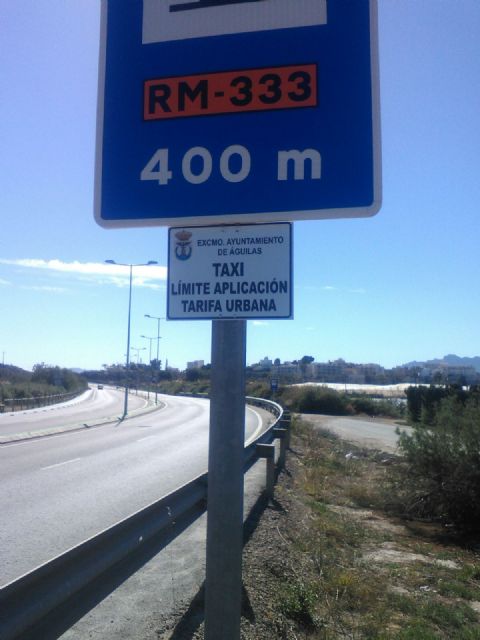 RM-333
400 m
EXCMO. AYUNTAMIENTO
DE ÁGUILAS
TAXI
LÍMITE APLICACIÓN
TARIFA URBANA